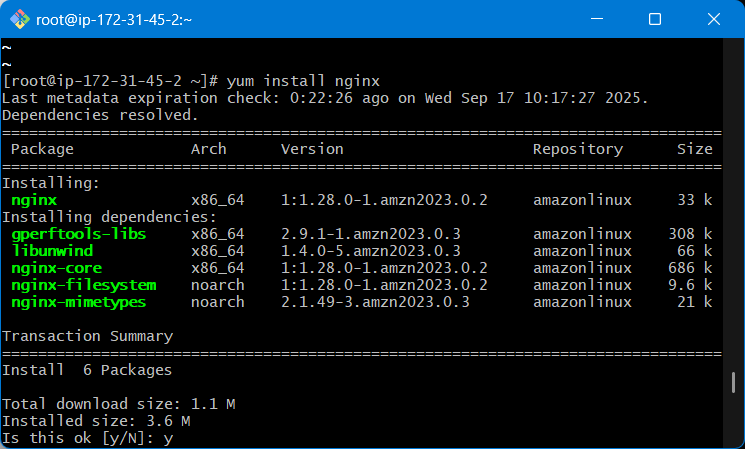 root@ip-172-31-45-2:~
~
~
[root@ip-172-31-45-2 ~]# yum install nginx
Last metadata expiration check: 0:22:26 ago on Wed Sep 17 10:17:27 2025.
Dependencies resolved.
================================================================================
 Package             Arch      Version                     Repository      Size
================================================================================
Installing:
 nginx               x86_64    1:1.28.0-1.amzn2023.0.2     amazonlinux     33 k
Installing dependencies:
 gperftools-libs     x86_64    2.9.1-1.amzn2023.0.3        amazonlinux    308 k
 libunwind           x86_64    1.4.0-5.amzn2023.0.3        amazonlinux     66 k
 nginx-core          x86_64    1:1.28.0-1.amzn2023.0.2     amazonlinux    686 k
 nginx-filesystem    noarch    1:1.28.0-1.amzn2023.0.2     amazonlinux    9.6 k
 nginx-mimetypes     noarch    2.1.49-3.amzn2023.0.3       amazonlinux     21 k

Transaction Summary
================================================================================
Install  6 Packages

Total download size: 1.1 M
Installed size: 3.6 M
Is this ok [y/N]: y